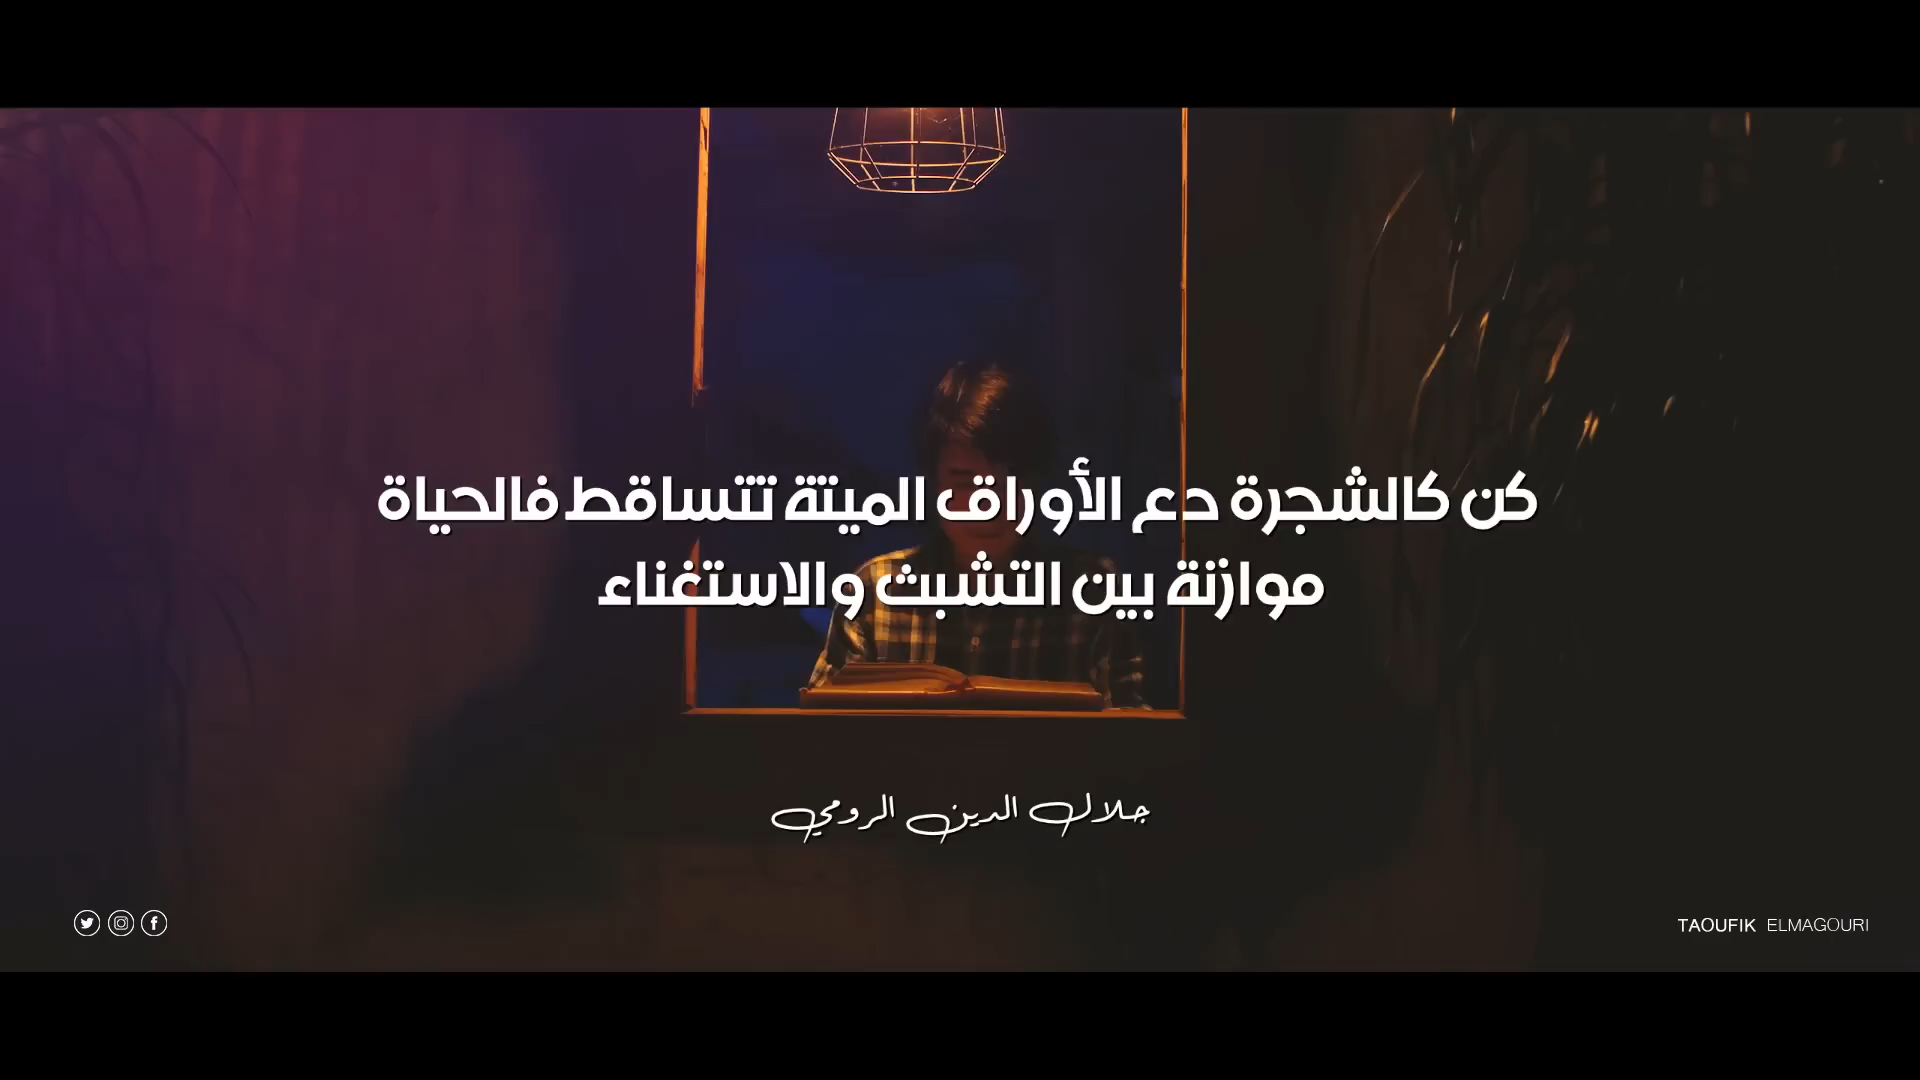 كن كالشجرة دع الأوراق الميتة تتساقط فالحياة
موازنة بين التشبث والاستغناء
جلال الدين الرومي
TAOUFIK ELMAGOURI